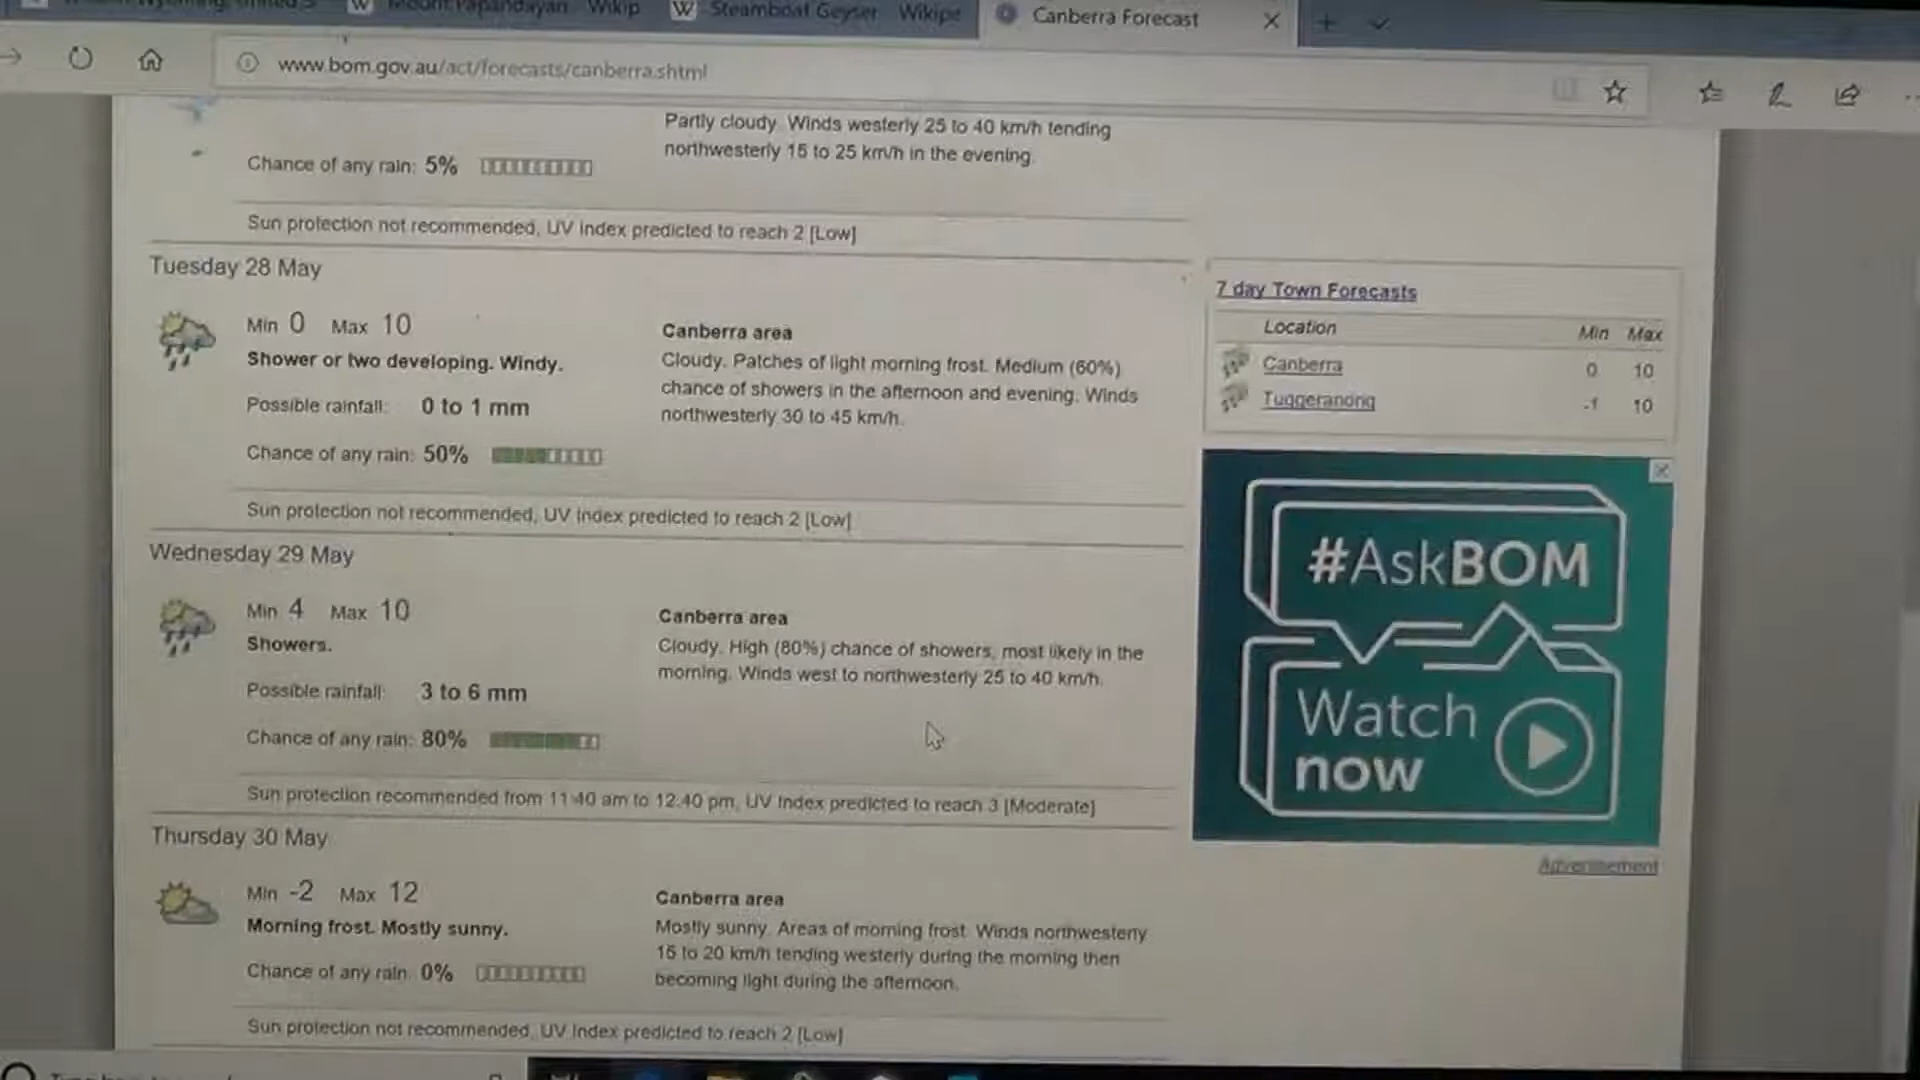 Mount Papandayan Wikip
Steamboat Geyser Wikipe
Canberra Forecast
www.bom.gov.au/act/forecasts/canberra.shtml
Partly cloudy. Winds westerly 25 to 40 km/h tending
northwesterly 15 to 25 km/h in the evening.
Chance of any rain: 5%
Sun protection not recommended, UV Index predicted to reach 2 [Low]
Tuesday 28 May
Min 0 Max 10
Shower or two developing. Windy.
Possible rainfall: 0 to 1 mm
Chance of any rain: 50%
Canberra area
Cloudy. Patches of light morning frost. Medium (60%)
chance of showers in the afternoon and evening. Winds
northwesterly 30 to 45 km/h.
Sun protection not recommended, UV Index predicted to reach 2 [Low]
Wednesday 29 May
Min 4 Max 10
Showers.
Possible rainfall: 3 to 6 mm
Chance of any rain: 80%
Canberra area
Cloudy. High (80%) chance of showers, most likely in the
morning. Winds west to northwesterly 25 to 40 km/h.
Sun protection recommended from 11:40 am to 12:40 pm, UV Index predicted to reach 3 [Moderate]
Thursday 30 May
Min -2 Max 12
Morning frost. Mostly sunny.
Chance of any rain: 0%
Canberra area
Mostly sunny. Areas of morning frost. Winds northwesterly
15 to 20 km/h tending westerly during the morning then
becoming light during the afternoon.
Sun protection not recommended, UV Index predicted to reach 2 [Low]
7 day Town Forecasts
Location Min Max
Canberra 0 10
Tuggeranong -1 10
#AskBOM
Watch
now
Advertisement